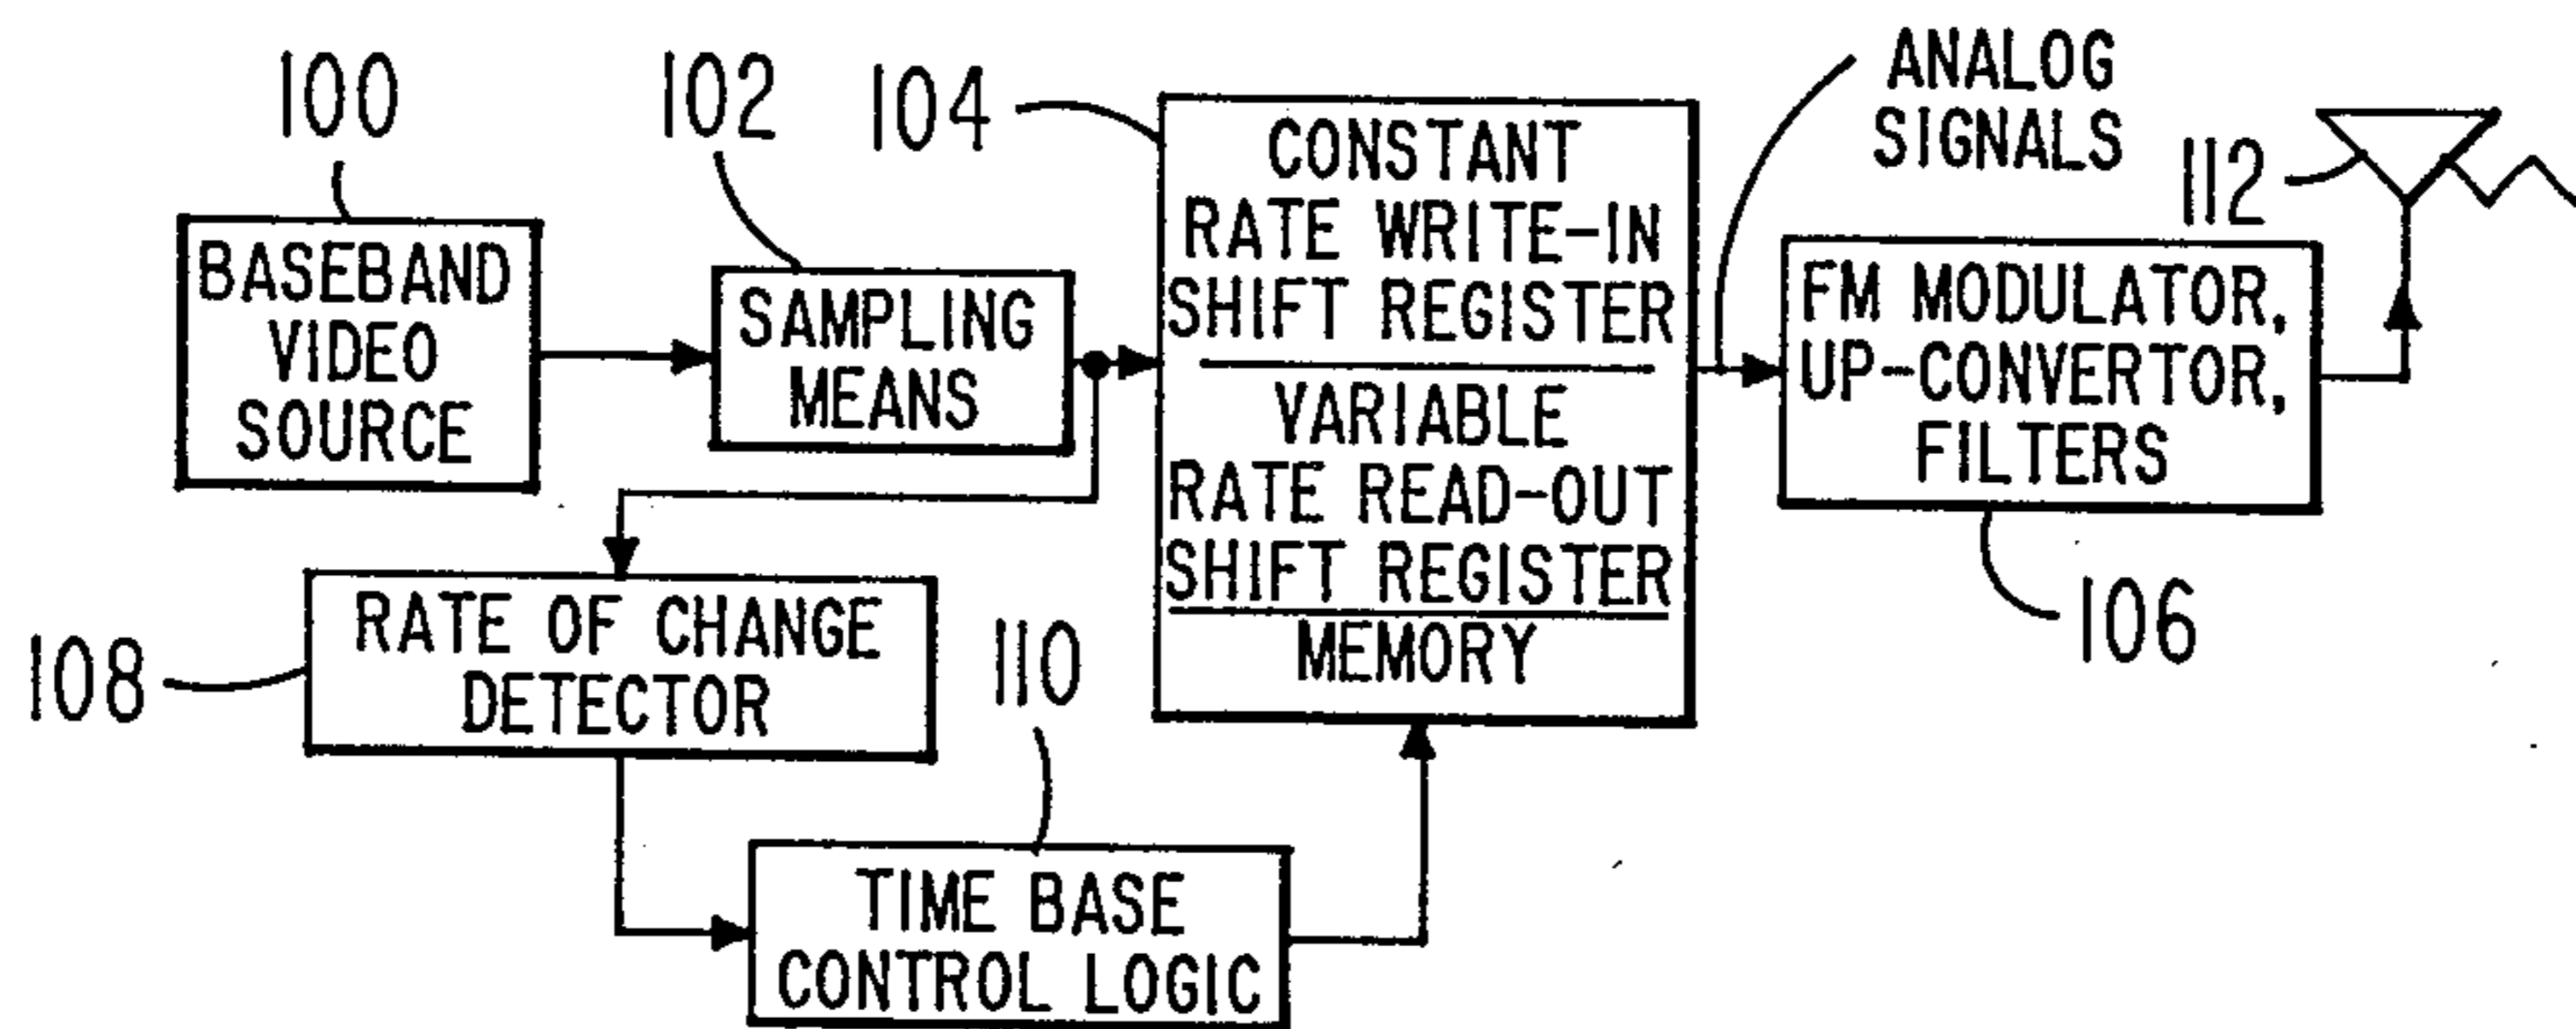 100
BASEBAND
VIDEO
SOURCE
102
SAMPLING
MEANS
104
CONSTANT
RATE WRITE-IN
SHIFT REGISTER
VARIABLE
RATE READ-OUT
SHIFT REGISTER
MEMORY
ANALOG
SIGNALS
112
FM MODULATOR,
UP-CONVERTOR,
FILTERS
106
108
RATE OF CHANGE
DETECTOR
110
TIME BASE
CONTROL LOGIC